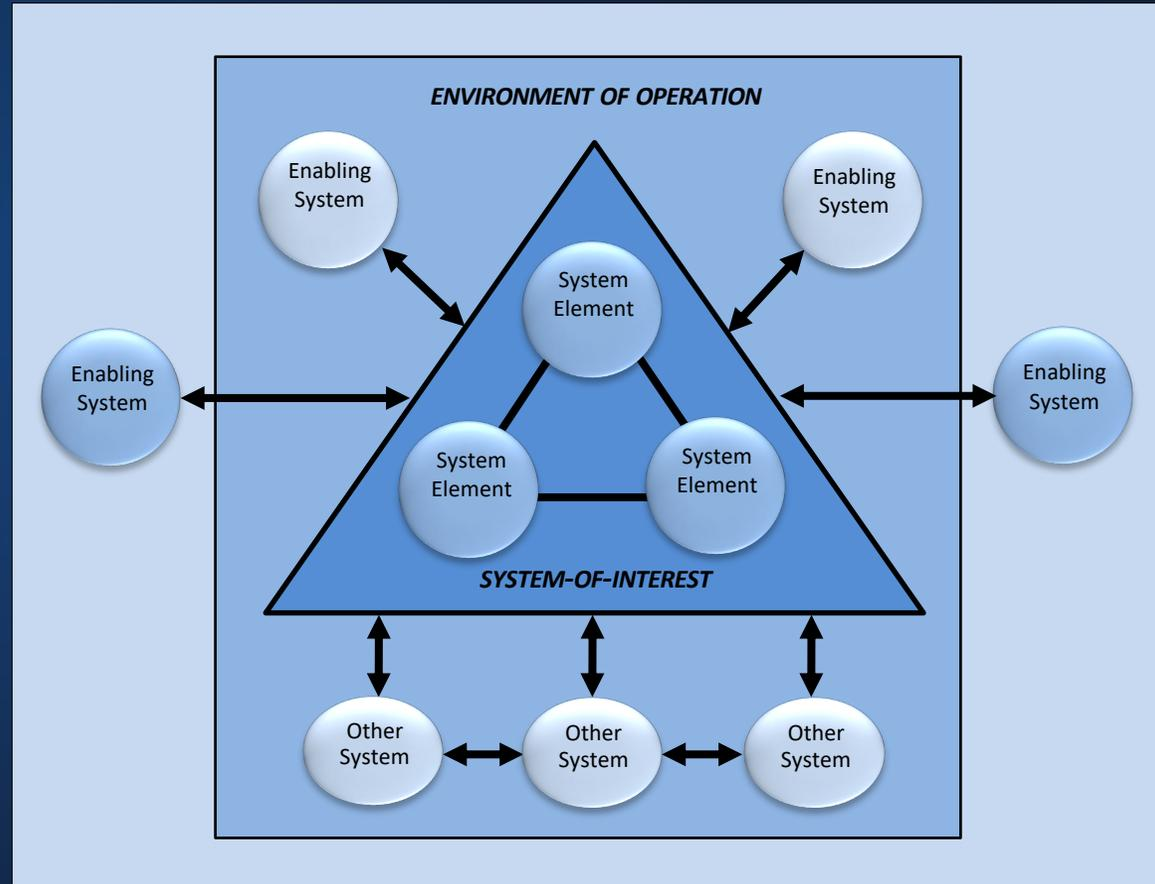 ENVIRONMENT OF OPERATION
Enabling
System
Enabling
System
System
Element
Enabling
System
Enabling
System
System
Element
System
Element
SYSTEM-OF-INTEREST
Other
System
Other
System
Other
System